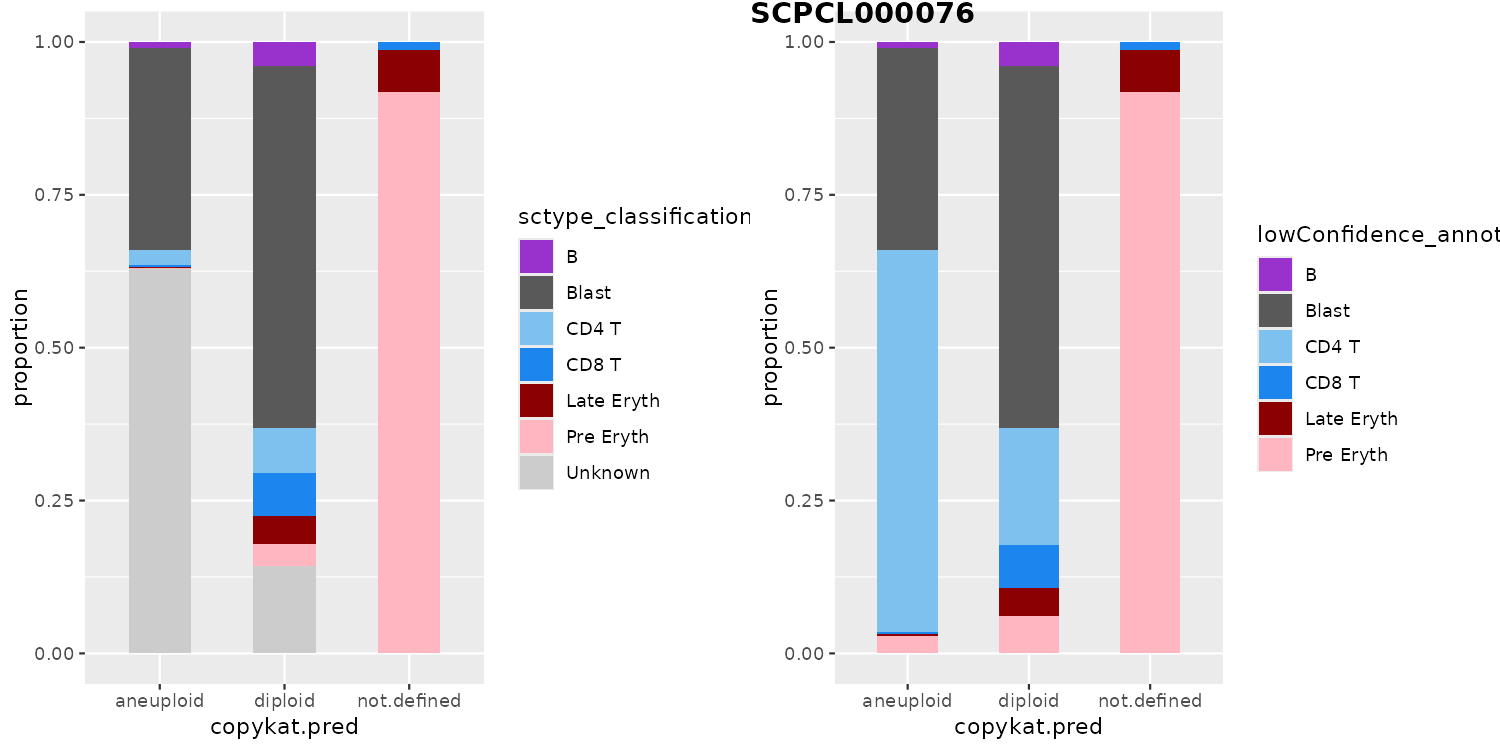 SCPCL000076
1.00
0.75
0.50
0.25
0.00
proportion
aneuploid
diploid
not.defined
copykat.pred
sctype_classification
B
Blast
CD4 T
CD8 T
Late Eryth
Pre Eryth
Unknown
1.00
0.75
0.50
0.25
0.00
proportion
aneuploid
diploid
not.defined
copykat.pred
lowConfidence_annot
B
Blast
CD4 T
CD8 T
Late Eryth
Pre Eryth